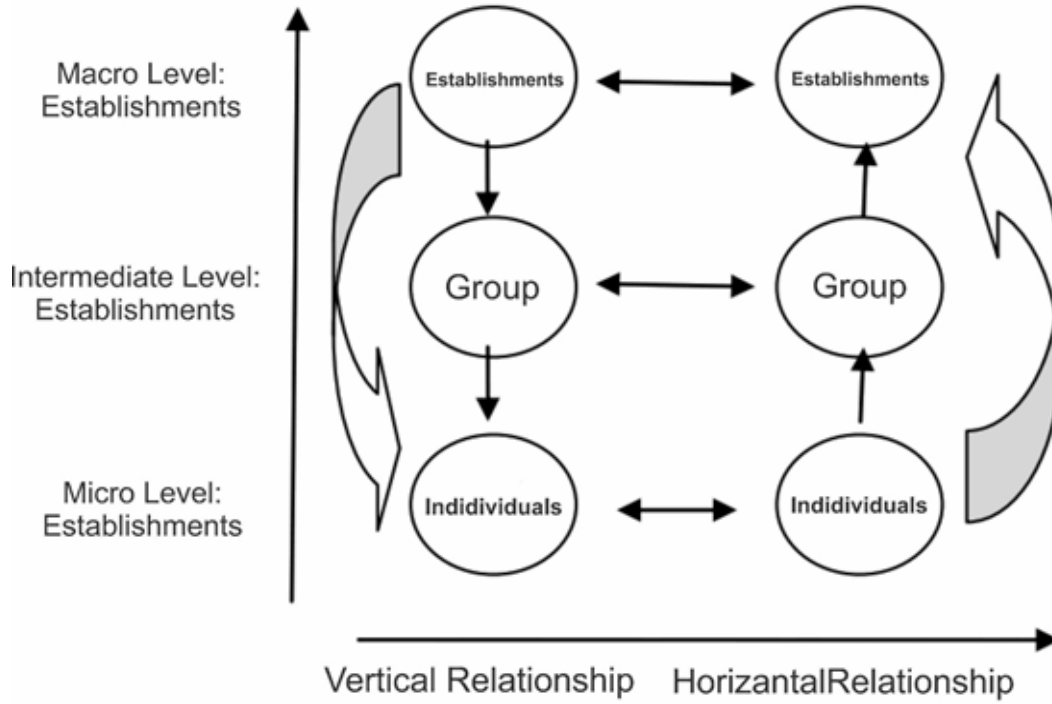 Macro Level:
Establishments
Establishments
Establishments
Intermediate Level:
Establishments
Group
Group
Micro Level:
Establishments
Indidividuals
Indidividuals
Vertical Relationship
HorizantalRelationship